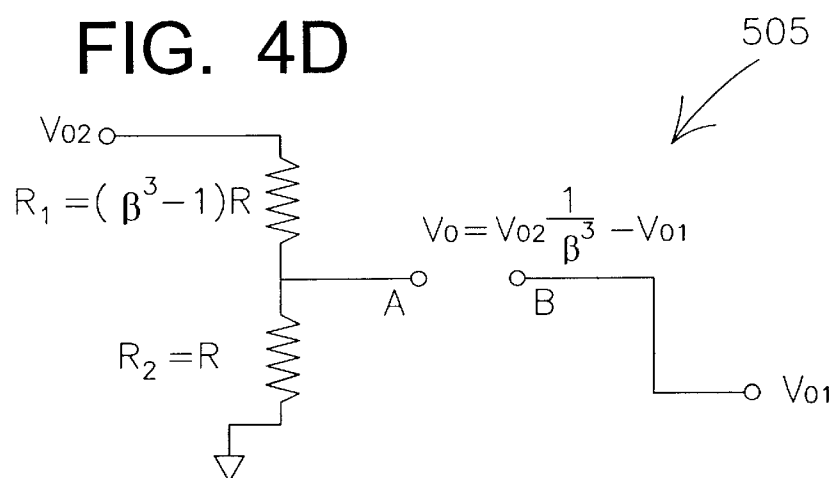 FIG. 4D
505
V02
R1 =( β³-1)R
V0=V02 1/β³ -V01
A
B
R2 =R
V01